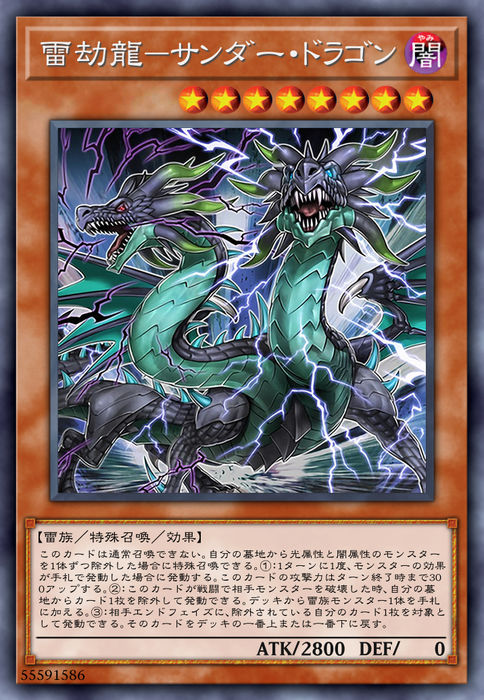 雷劫龍－サンダー・ドラゴン
やみ
闇
【雷族／特殊召喚／効果】
このカードは通常召喚できない。自分の墓地から光属性と闇属性のモンスター
を1体ずつ除外した場合に特殊召喚できる。①：1ターンに1度、モンスターの効果
が手札で発動した場合に発動する。このカードの攻撃力はターン終了時まで30
0アップする。②：このカードが戦闘で相手モンスターを破壊した時、自分の墓
地からカード1枚を除外して発動できる。デッキから雷族モンスター1体を手札
に加える。③：相手エンドフェイズに、除外されている自分のカード1枚を対象と
して発動できる。そのカードをデッキの一番上または一番下に戻す。
ATK/2800 DEF/ 0
55591586